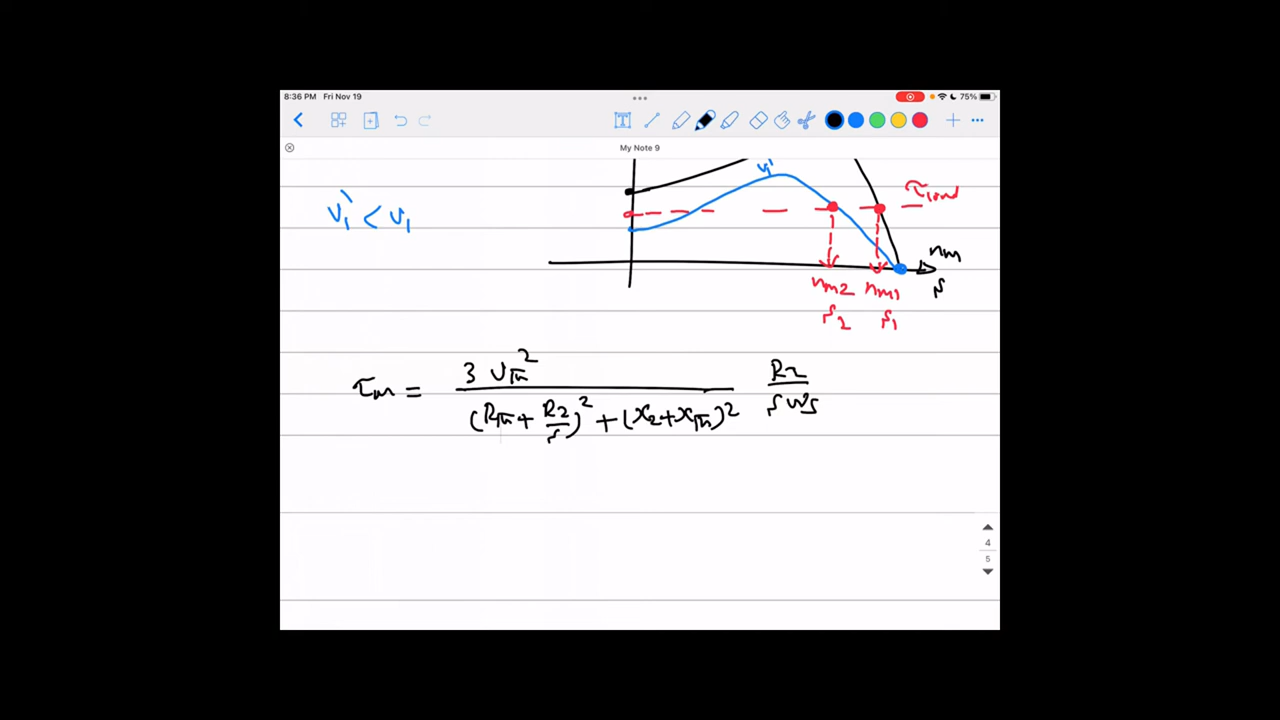 8:36 PM Fri Nov 19
75%
T
My Note 9
V₁'
V₁' < V₁
τload
nm
s
nm2 nm1
s₂ s₁
τm = 3 Vth² / ((Rth + R2/s)² + (x2 + xth)²) R2 / (s ws)
4
5